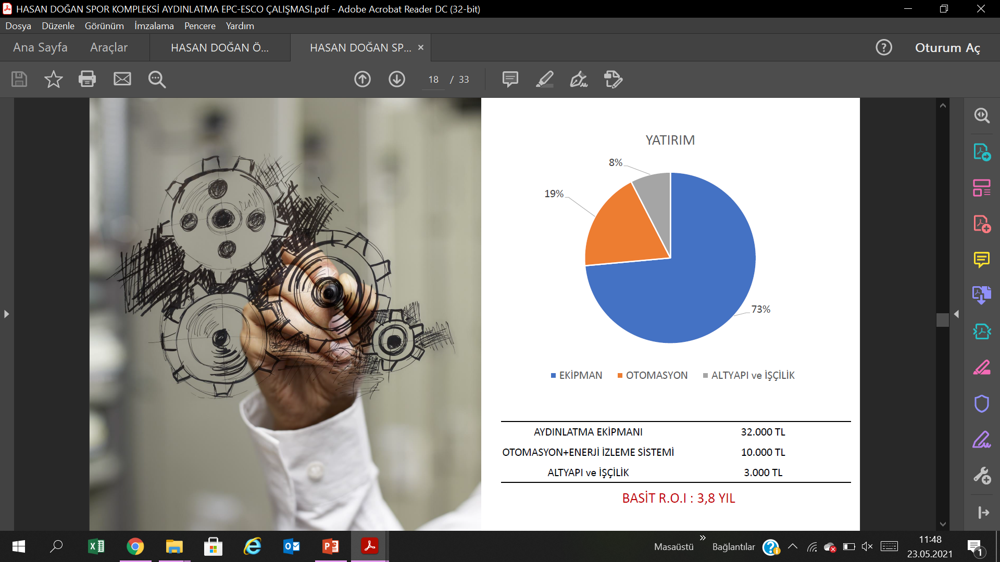 HASAN DOĞAN SPOR KOMPLEKSİ AYDINLATMA EPC-ESCO ÇALIŞMASI.pdf - Adobe Acrobat Reader DC (32-bit)
Dosya Düzenle Görünüm İmzalama Pencere Yardım
Ana Sayfa Araçlar HASAN DOĞAN Ö... HASAN DOĞAN SP... × ? Oturum Aç
18 / 33
YATIRIM
8%
19%
73%
EKİPMAN OTOMASYON ALTYAPI ve İŞÇİLİK
AYDINLATMA EKİPMANI 32.000 TL
OTOMASYON+ENERJİ İZLEME SİSTEMİ 10.000 TL
ALTYAPI ve İŞÇİLİK 3.000 TL
BASİT R.O.I : 3,8 YIL
Masaüstü » Bağlantılar
11:48
23.05.2021
1